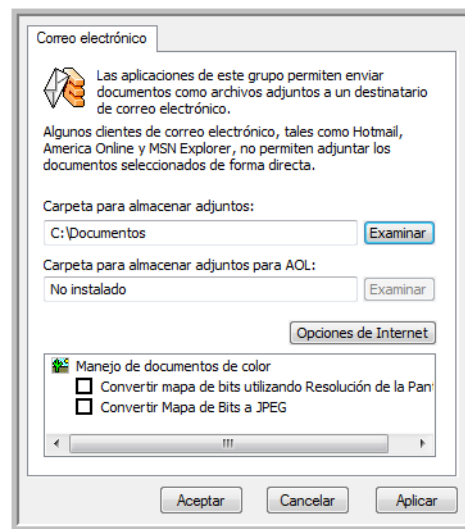 Correo electrónico
Las aplicaciones de este grupo permiten enviar
documentos como archivos adjuntos a un destinatario
de correo electrónico.
Algunos clientes de correo electrónico, tales como Hotmail,
America Online y MSN Explorer, no permiten adjuntar los
documentos seleccionados de forma directa.
Carpeta para almacenar adjuntos:
C:\Documentos
Examinar
Carpeta para almacenar adjuntos para AOL:
No instalado
Examinar
Opciones de Internet
Manejo de documentos de color
Convertir mapa de bits utilizando Resolución de la Pan
Convertir Mapa de Bits a JPEG
Aceptar
Cancelar
Aplicar